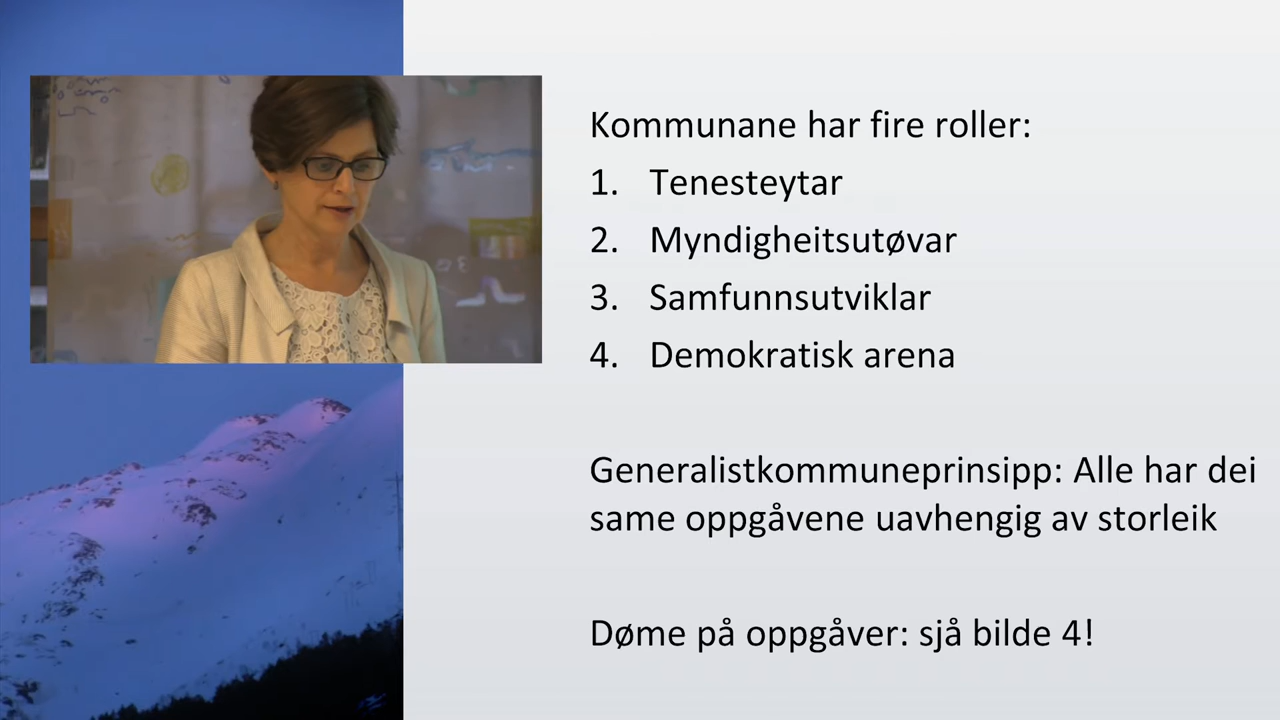 Kommunane har fire roller:
1. Tenesteytar
2. Myndigheitsutøvar
3. Samfunnsutviklar
4. Demokratisk arena
Generalistkommuneprinsipp: Alle har dei
same oppgåvene uavhengig av storleik
Døme på oppgåver: sjå bilde 4!